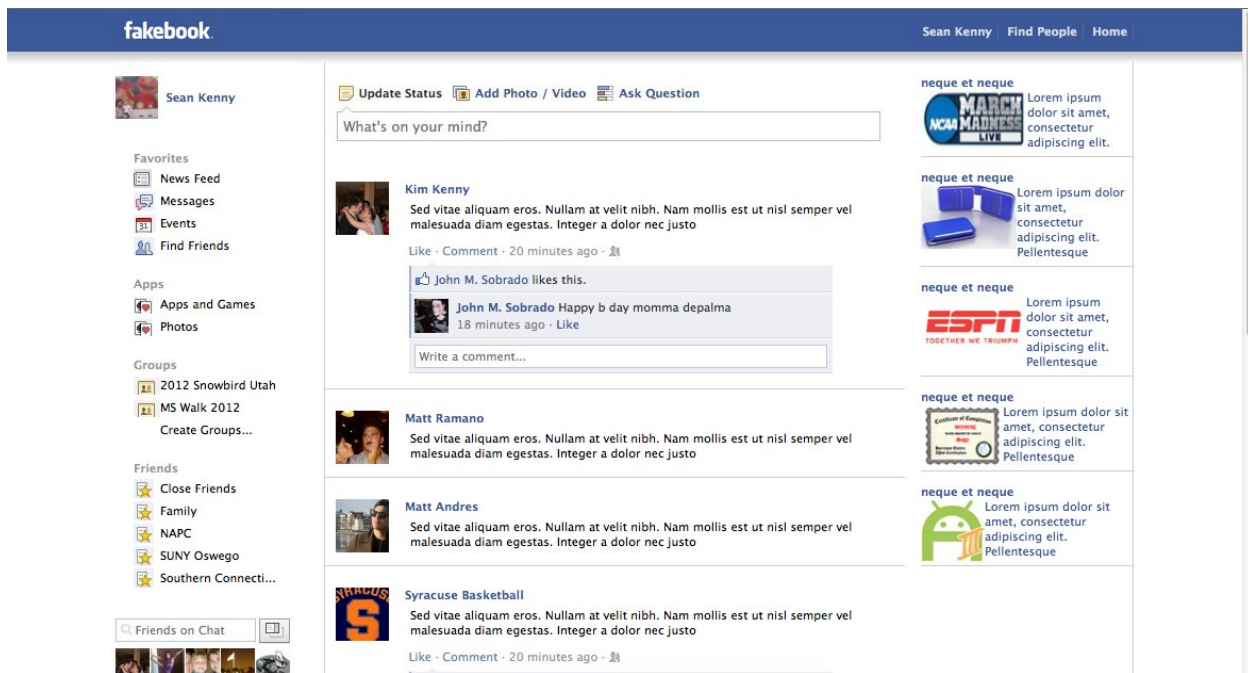 fakebook.
Sean Kenny
Find People
Home
Sean Kenny
Favorites
News Feed
Messages
31 Events
Find Friends
Apps
Apps and Games
Photos
Groups
2012 Snowbird Utah
MS Walk 2012
Create Groups...
Friends
Close Friends
Family
NAPC
SUNY Oswego
Southern Connecti...
Friends on Chat
Update Status
Add Photo / Video
Ask Question
What's on your mind?
Kim Kenny
Sed vitae aliquam eros. Nullam at velit nibh. Nam mollis est ut nisl semper vel
malesuada diam egestas. Integer a dolor nec justo
Like · Comment · 20 minutes ago ·
John M. Sobrado likes this.
John M. Sobrado Happy b day momma depalma
18 minutes ago · Like
Write a comment...
Matt Ramano
Sed vitae aliquam eros. Nullam at velit nibh. Nam mollis est ut nisl semper vel
malesuada diam egestas. Integer a dolor nec justo
Matt Andres
Sed vitae aliquam eros. Nullam at velit nibh. Nam mollis est ut nisl semper vel
malesuada diam egestas. Integer a dolor nec justo
SYRACUS
S
Syracuse Basketball
Sed vitae aliquam eros. Nullam at velit nibh. Nam mollis est ut nisl semper vel
malesuada diam egestas. Integer a dolor nec justo
Like · Comment · 20 minutes ago ·
neque et neque
NCAA MARCH
MADNESS
LIVE
Lorem ipsum
dolor sit amet,
consectetur
adipiscing elit.
neque et neque
Lorem ipsum dolor
sit amet,
consectetur
adipiscing elit.
Pellentesque
neque et neque
ESPN
TOGETHER WE TRIUMPH
Lorem ipsum
dolor sit amet,
consectetur
adipiscing elit.
Pellentesque
neque et neque
Certificate of Completion
Lorem ipsum dolor sit
amet, consectetur
adipiscing elit.
Pellentesque
neque et neque
Lorem ipsum dolor sit
amet, consectetur
adipiscing elit.
Pellentesque